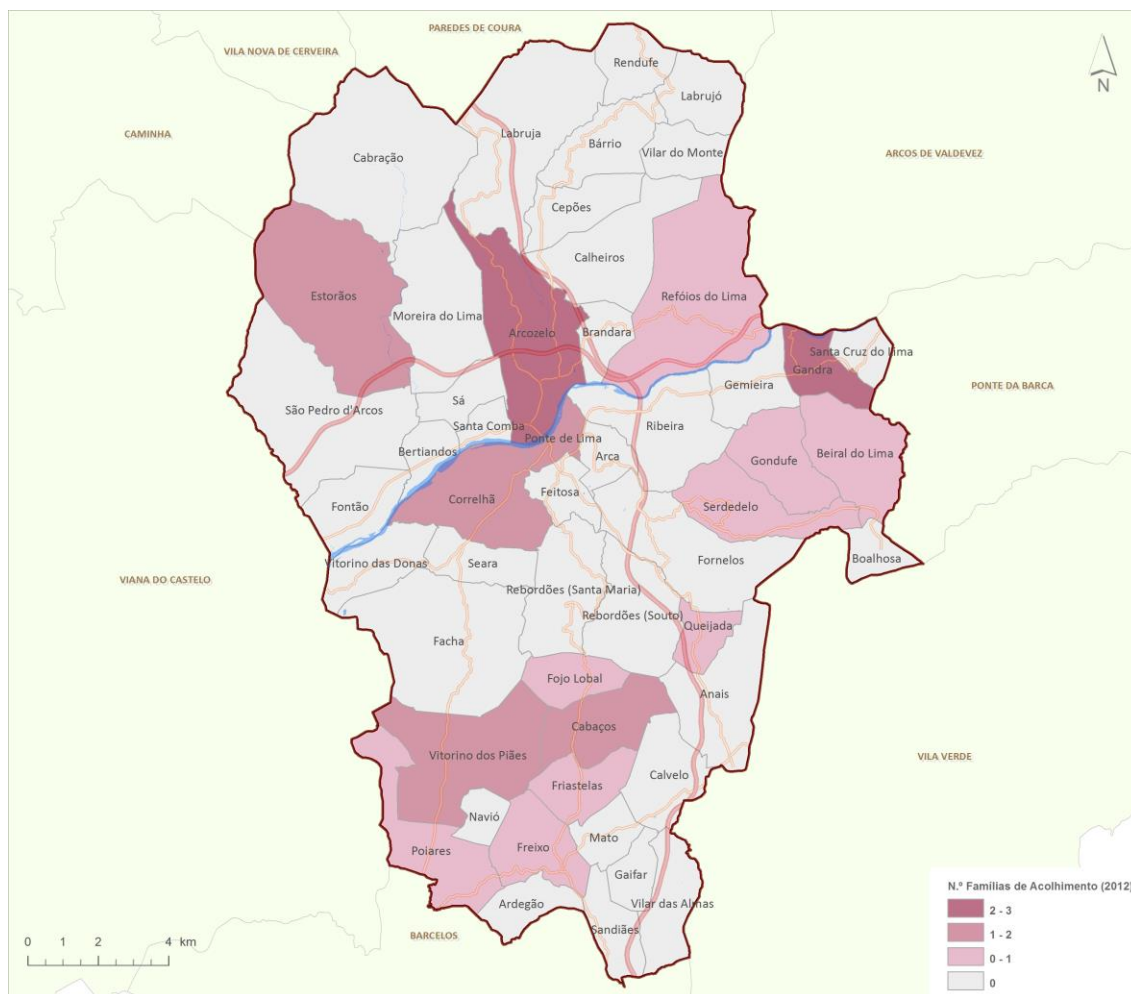 PAREDES DE COURA
VILA NOVA DE CERVEIRA
Rendufe
N
Labrujó
CAMINHA
Labruja
Bárrio
ARCOS DE VALDEVEZ
Cabração
Vilar do Monte
Cepões
Calheiros
Estorãos
Refóios do Lima
Moreira do Lima
Arcozelo
Brandara
Santa Cruz do Lima
Gandra
Gemieira
PONTE DA BARCA
Sá
São Pedro d'Arcos
Santa Comba
Ribeira
Ponte de Lima
Bertiandos
Arca
Gondufe
Beiral do Lima
Feitosa
Correlhã
Fontão
Serdedelo
Boalhosa
Fornelos
Vitorino das Donas
Seara
VIANA DO CASTELO
Rebordões (Santa Maria)
Rebordões (Souto)
Queijada
Facha
Fojo Lobal
Anais
Cabaços
Vitorino dos Piães
VILA VERDE
Calvelo
Friastelas
Navió
Mato
Poiares
Freixo
Gaifar
Ardegão
Vilar das Almas
Sandiães
BARCELOS
N.º Famílias de Acolhimento (2012)
2 - 3
1 - 2
0 - 1
0
0 1 2 4 km